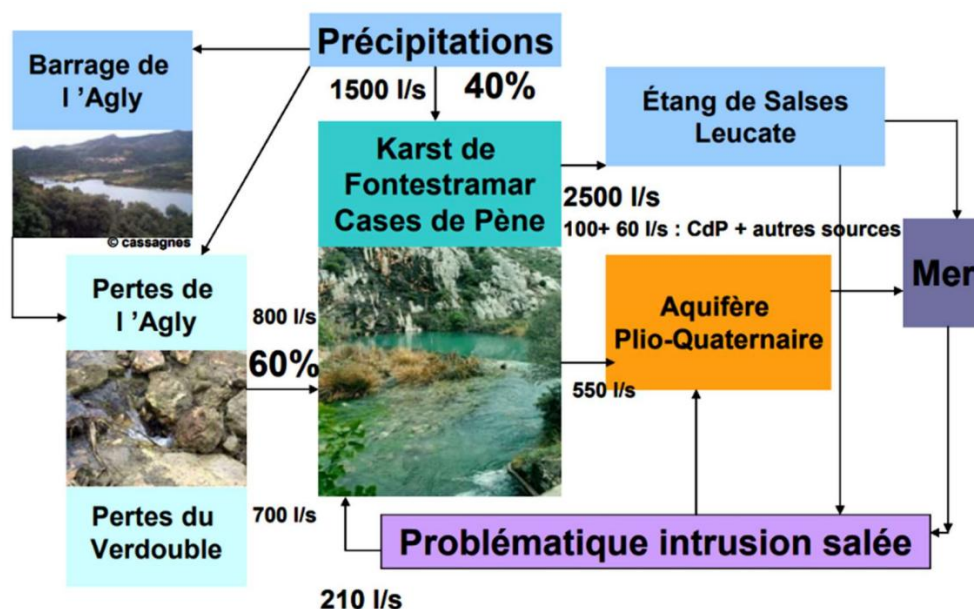 Précipitations
1500 l/s
40%
Barrage de
l ’Agly
© cassagnes
Étang de Salses
Leucate
Karst de
Fontestramar
Cases de Pène
2500 l/s
100+ 60 l/s : CdP + autres sources
Mer
Pertes de
l ’Agly
800 l/s
60%
Aquifère
Plio-Quaternaire
550 l/s
Pertes du
Verdouble
700 l/s
Problématique intrusion salée
210 l/s